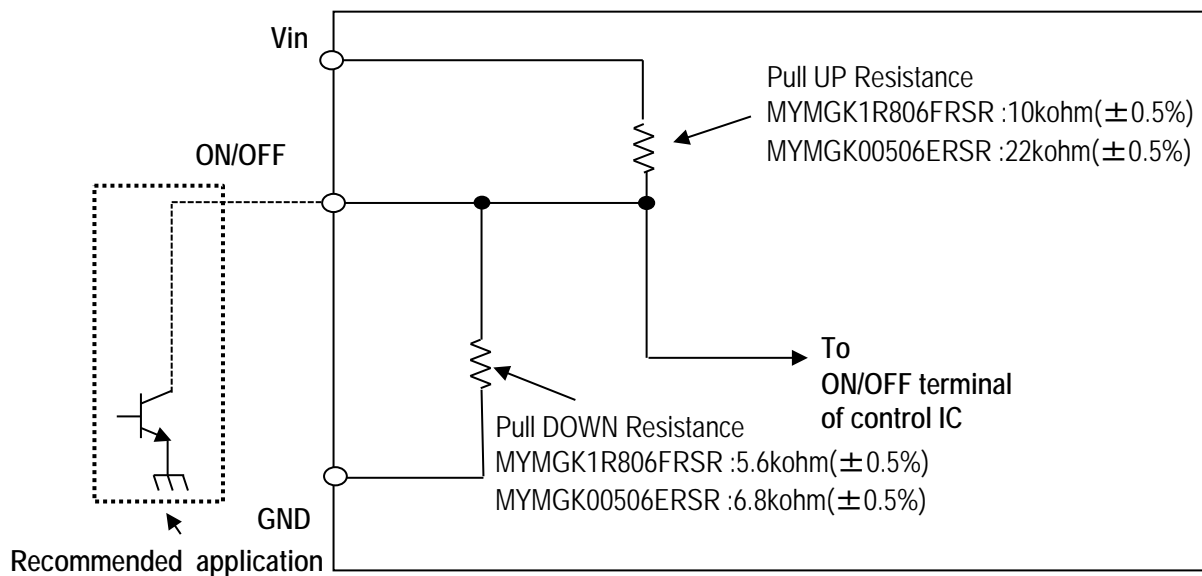 Vin
Pull UP Resistance
MYMGK1R806FRSR :10kohm(±0.5%)
MYMGK00506ERSR :22kohm(±0.5%)
ON/OFF
To
ON/OFF terminal
of control IC
Pull DOWN Resistance
MYMGK1R806FRSR :5.6kohm(±0.5%)
MYMGK00506ERSR :6.8kohm(±0.5%)
GND
Recommended application